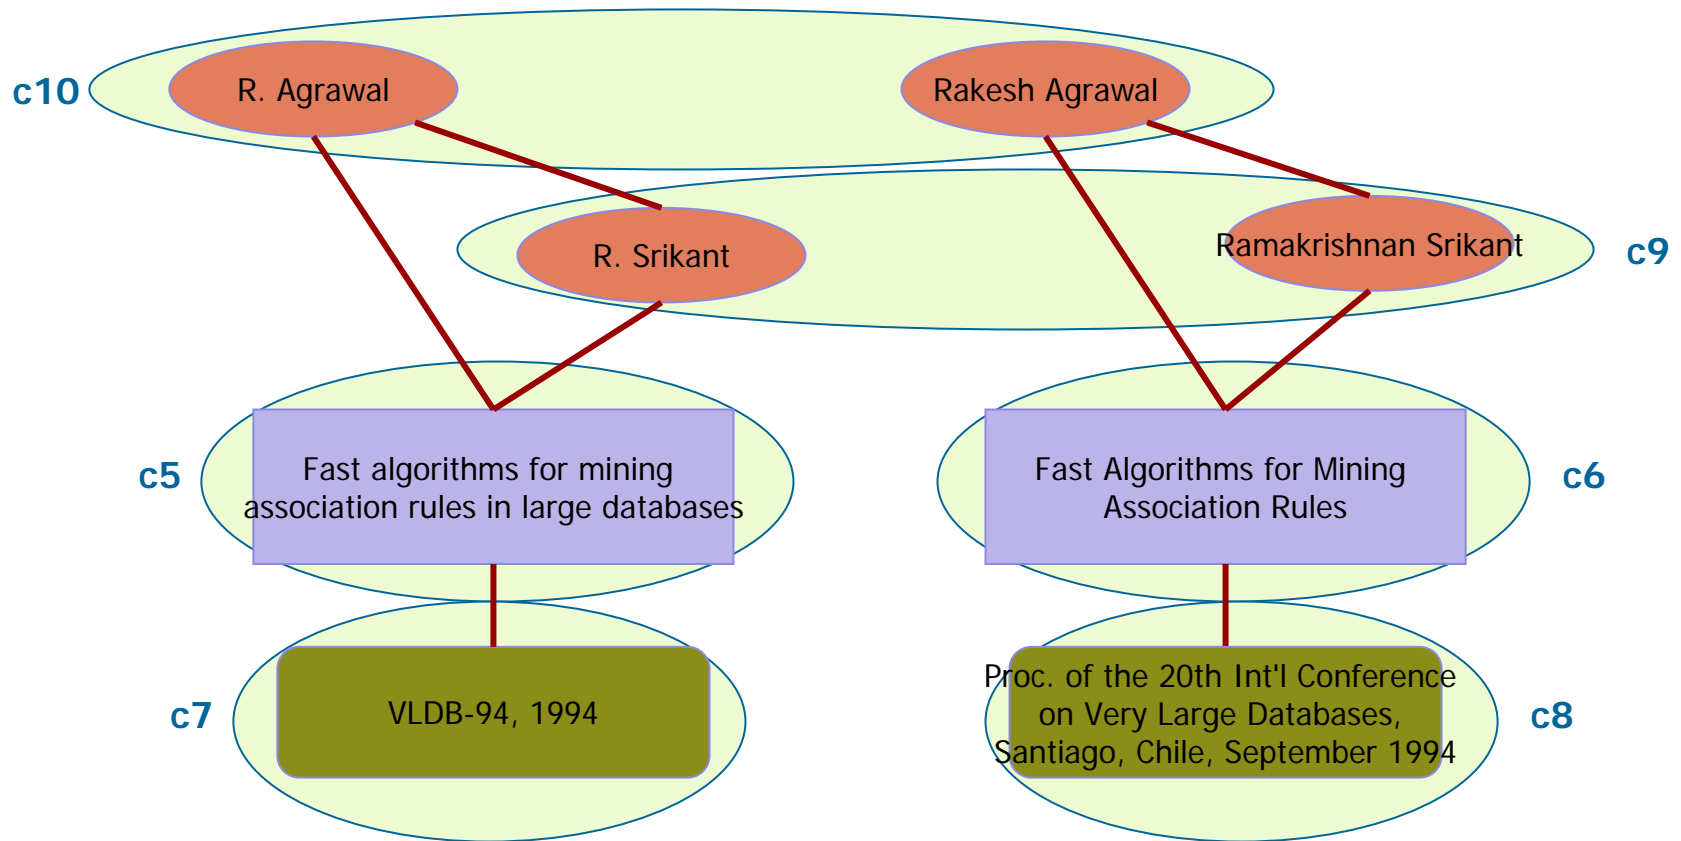 c10
R. Agrawal
Rakesh Agrawal
R. Srikant
Ramakrishnan Srikant
c9
c5
Fast algorithms for mining
association rules in large databases
Fast Algorithms for Mining
Association Rules
c6
c7
VLDB-94, 1994
Proc. of the 20th Int'l Conference
on Very Large Databases,
Santiago, Chile, September 1994
c8